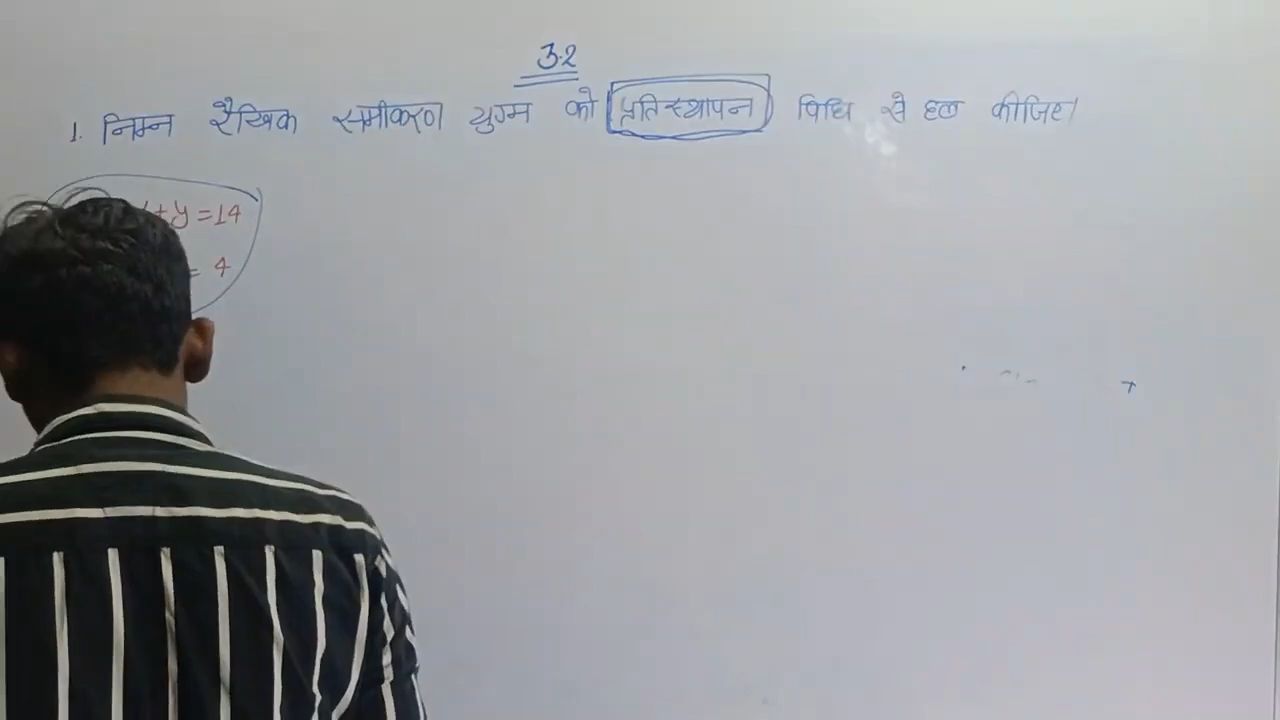 3.2
1. निम्न रैखिक समीकरण युग्म को प्रतिस्थापन विधि से हल कीजिए।
+ y = 14
= 4